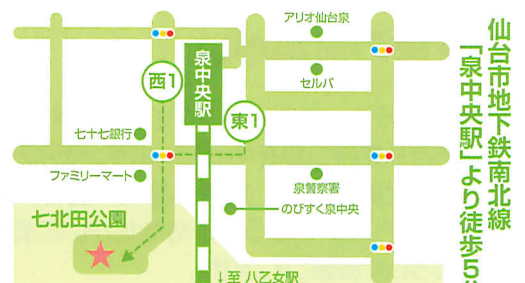 仙台市地下鉄南北線
「泉中央駅」より徒歩5分
アリオ仙台泉
泉中央駅
西1
セルバ
東1
七十七銀行
ファミリーマート
泉警察署
のびすく泉中央
七北田公園
↓至 八乙女駅